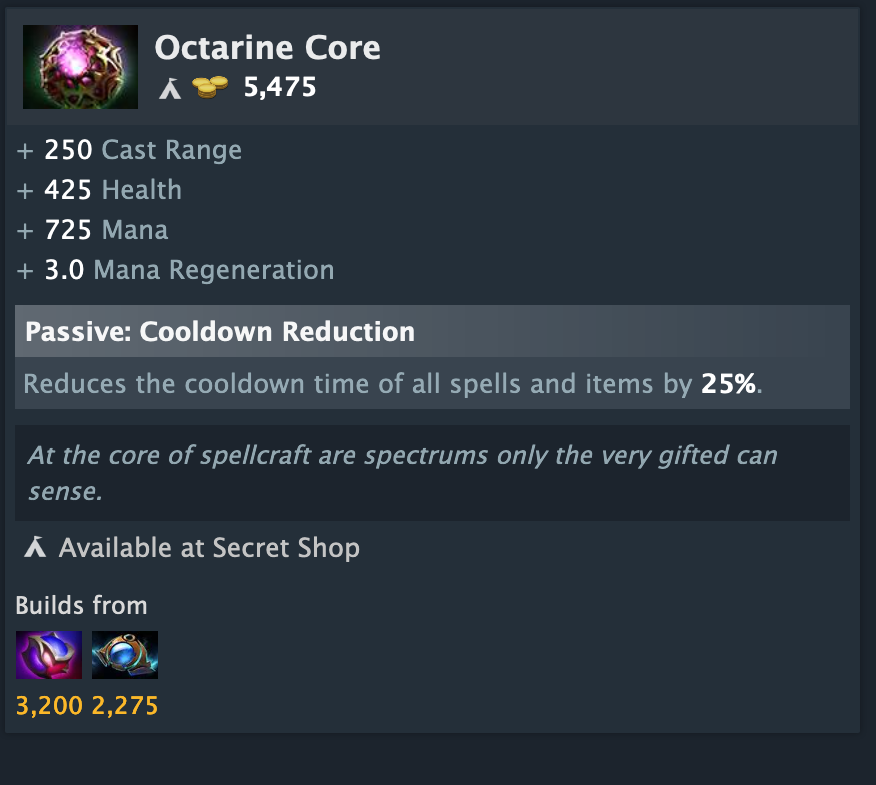 Octarine Core
5,475
+ 250 Cast Range
+ 425 Health
+ 725 Mana
+ 3.0 Mana Regeneration
Passive: Cooldown Reduction
Reduces the cooldown time of all spells and items by 25%.
At the core of spellcraft are spectrums only the very gifted can
sense.
Available at Secret Shop
Builds from
3,200 2,275